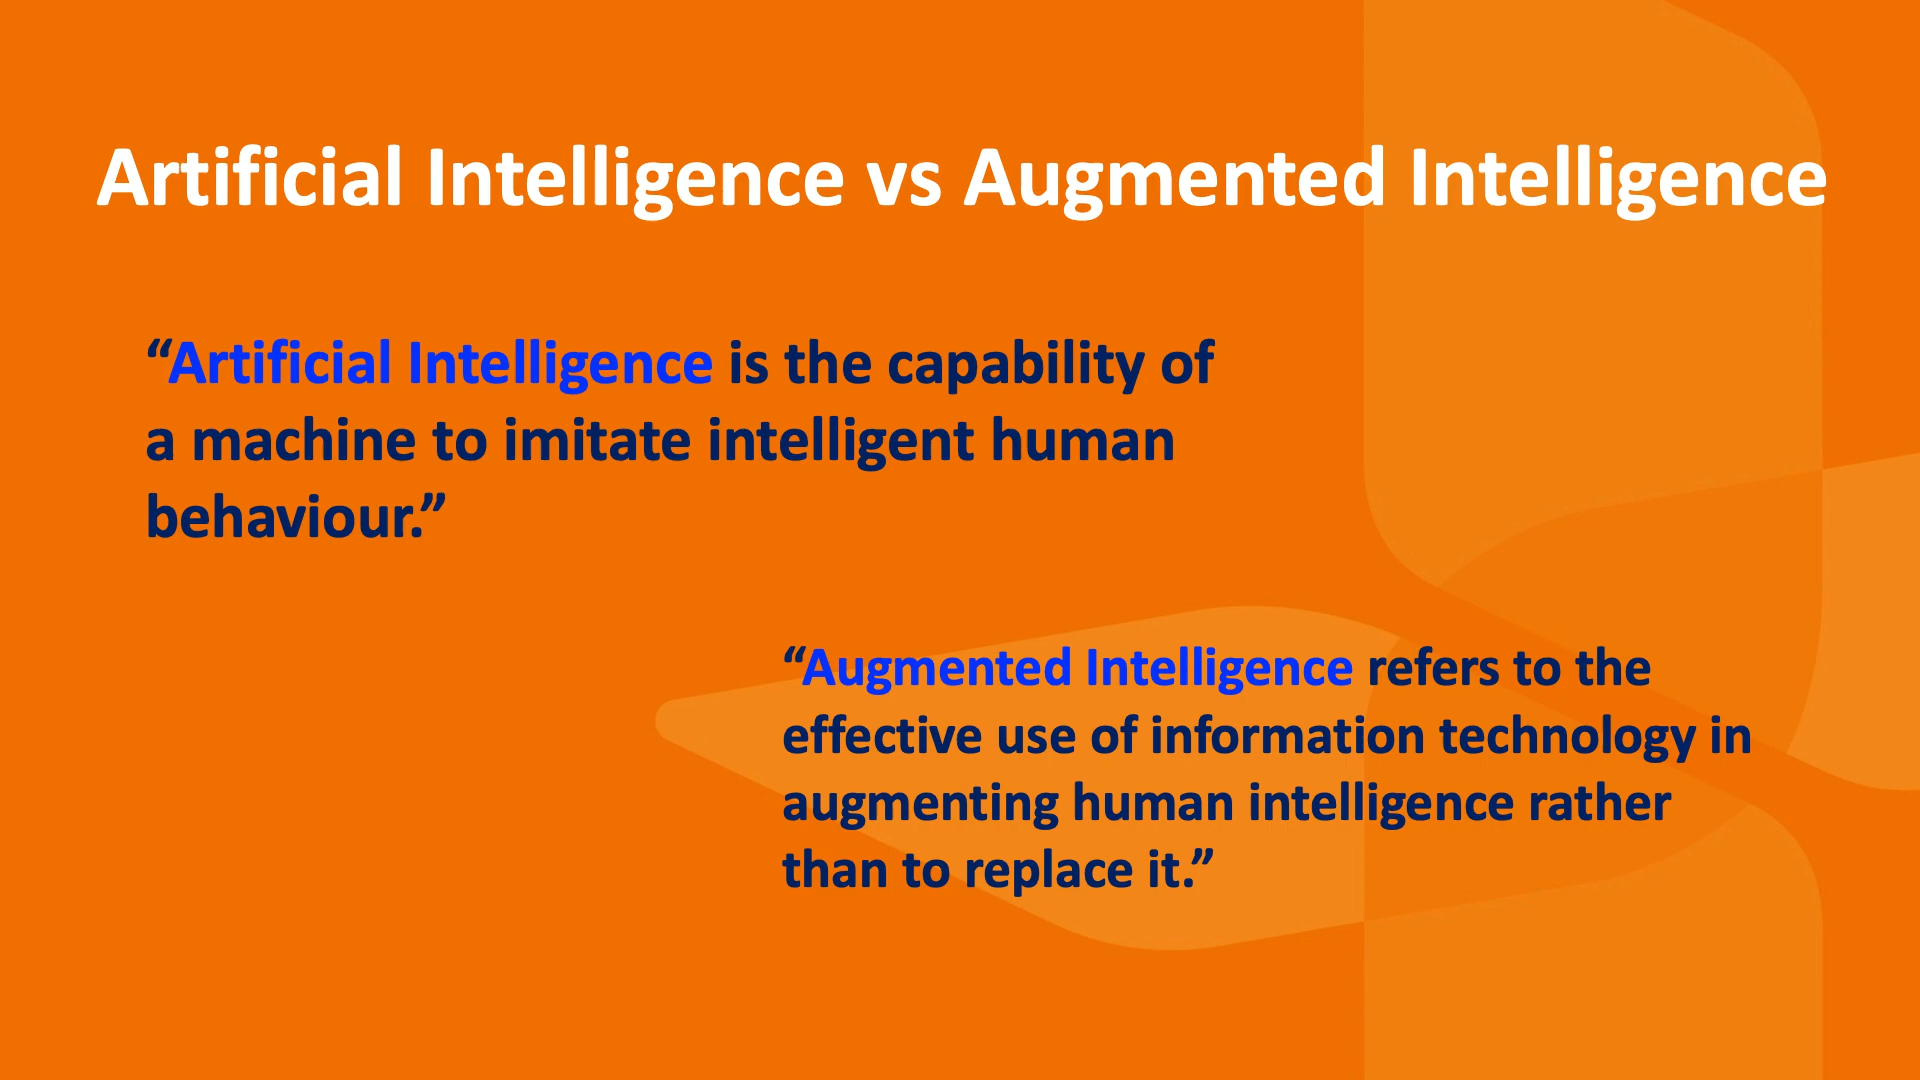 Artificial Intelligence vs Augmented Intelligence
“Artificial Intelligence is the capability of
a machine to imitate intelligent human
behaviour.”
“Augmented Intelligence refers to the
effective use of information technology in
augmenting human intelligence rather
than to replace it.”